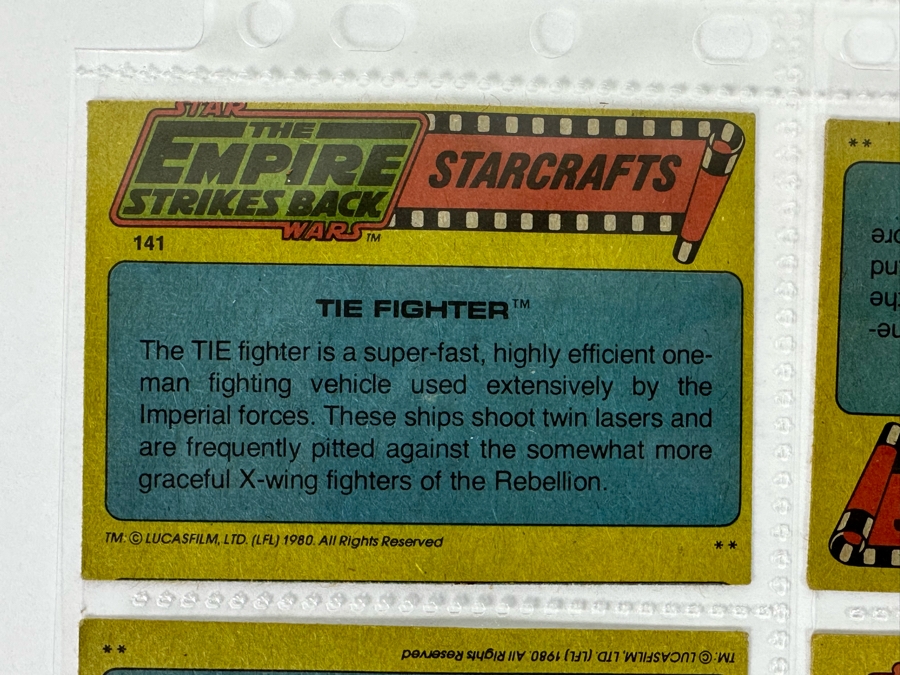 STAR
THE
EMPIRE
STRIKES BACK
WARS™
STARCRAFTS
141
TIE FIGHTER™
The TIE fighter is a super-fast, highly efficient one-
man fighting vehicle used extensively by the
Imperial forces. These ships shoot twin lasers and
are frequently pitted against the somewhat more
graceful X-wing fighters of the Rebellion.
TM: © LUCASFILM, LTD. (LFL) 1980. All Rights Reserved
**
**
TM: © LUCASFILM, LTD. (LFL) 1980. All Rights Reserved
**